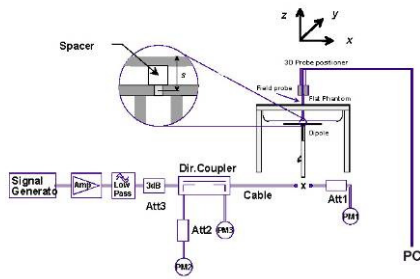 z
y
x
Spacer
s
3D Probe positioner
Field probe
Flat Phantom
Dipole
Signal
Generato
Amp
Low
Pass
3dB
Att3
Dir.Coupler
Cable
x
Att1
PM1
Att2
PM3
PM2
PC